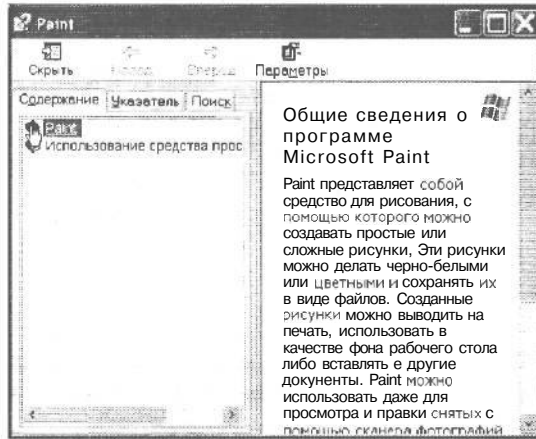 Paint
Скрыть Назад Вперед Параметры
Содержание Указатель Поиск
Paint
Использование средства прос
Общие сведения о
программе
Microsoft Paint
Paint представляет собой
средство для рисования, с
помощью которого можно
создавать простые или
сложные рисунки, Эти рисунки
можно делать черно-белыми
или цветными и сохранять их
в виде файлов. Созданные
рисунки можно выводить на
печать, использовать в
качестве фона рабочего стола
либо вставлять е другие
документы. Paint можно
использовать даже для
просмотра и правки снятых с
помощью сканера фотографий